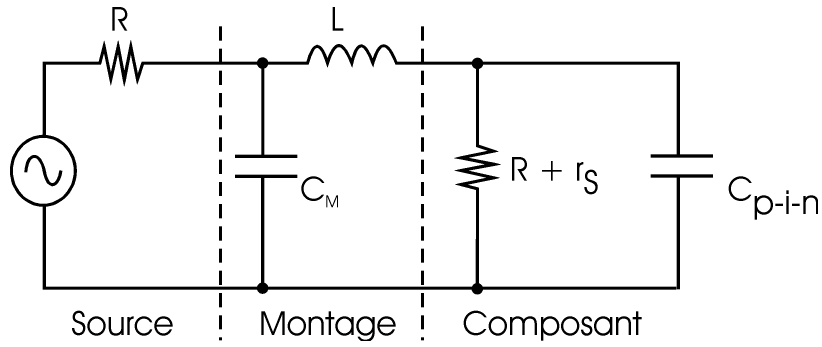 R
L
C_M
R + r_S
C_p-i-n
Source
Montage
Composant